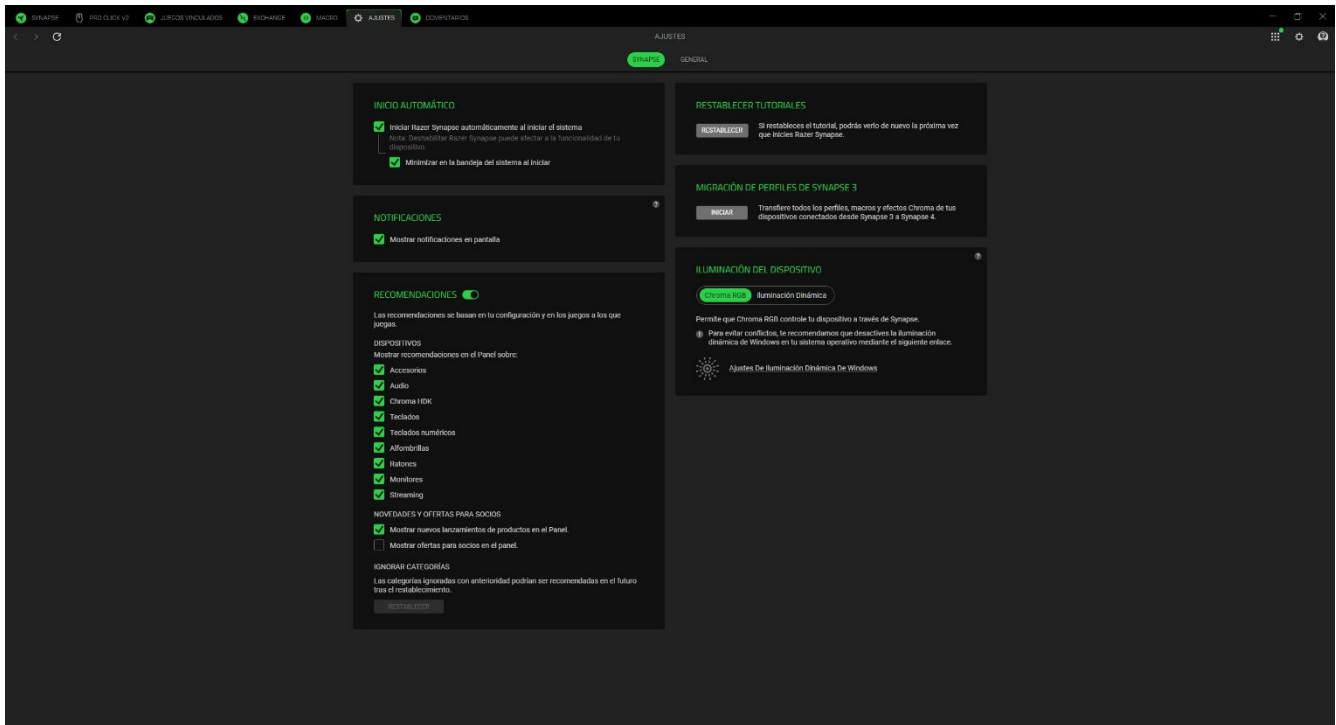 SYNAPSE
PRO CLICK V2
JUEGOS VINCULADOS
EXCHANGE
MACRO
AJUSTES
COMENTARIOS
AJUSTES
SYNAPSE
GENERAL
INICIO AUTOMÁTICO
Iniciar Razer Synapse automáticamente al iniciar el sistema
Nota: Deshabilitar Razer Synapse puede afectar a la funcionalidad de tu
dispositivo.
Minimizar en la bandeja del sistema al iniciar
NOTIFICACIONES
Mostrar notificaciones en pantalla
RECOMENDACIONES
Las recomendaciones se basan en tu configuración y en los juegos a los que
juegas.
DISPOSITIVOS
Mostrar recomendaciones en el Panel sobre:
Accesorios
Audio
Chroma HDK
Teclados
Teclados numéricos
Alfombrillas
Ratones
Monitores
Streaming
NOVEDADES Y OFERTAS PARA SOCIOS
Mostrar nuevos lanzamientos de productos en el Panel.
Mostrar ofertas para socios en el panel.
IGNORAR CATEGORÍAS
Las categorías ignoradas con anterioridad podrían ser recomendadas en el futuro
tras el restablecimiento.
RESTABLECER
RESTABLECER TUTORIALES
RESTABLECER
Si restableces el tutorial, podrás verlo de nuevo la próxima vez
que inicies Razer Synapse.
MIGRACIÓN DE PERFILES DE SYNAPSE 3
INICIAR
Transfiere todos los perfiles, macros y efectos Chroma de tus
dispositivos conectados desde Synapse 3 a Synapse 4.
ILUMINACIÓN DEL DISPOSITIVO
Chroma RGB
Iluminación Dinámica
Permite que Chroma RGB controle tu dispositivo a través de Synapse.
Para evitar conflictos, te recomendamos que desactives la iluminación
dinámica de Windows en tu sistema operativo mediante el siguiente enlace.
Ajustes De Iluminación Dinámica De Windows